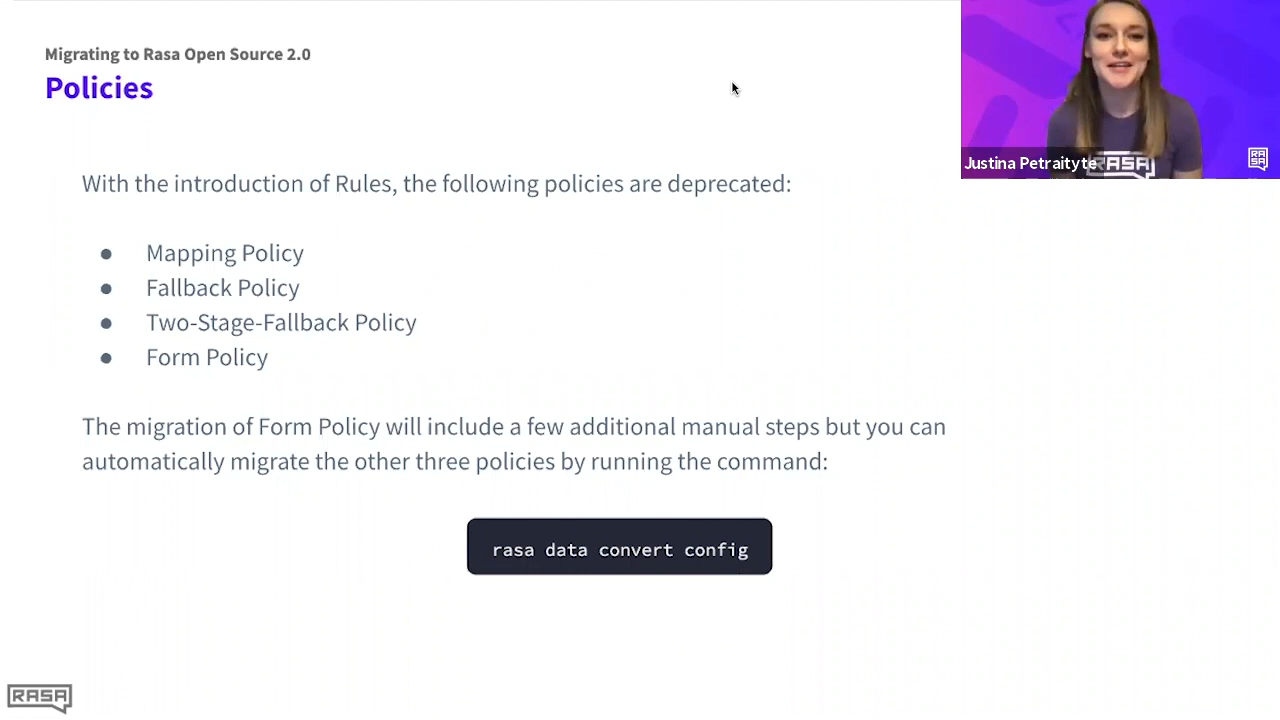 Migrating to Rasa Open Source 2.0
Policies
With the introduction of Rules, the following policies are deprecated:
● Mapping Policy
● Fallback Policy
● Two-Stage-Fallback Policy
● Form Policy
The migration of Form Policy will include a few additional manual steps but you can
automatically migrate the other three policies by running the command:
rasa data convert config
Justina Petraityte
RASA
RASA
RASA